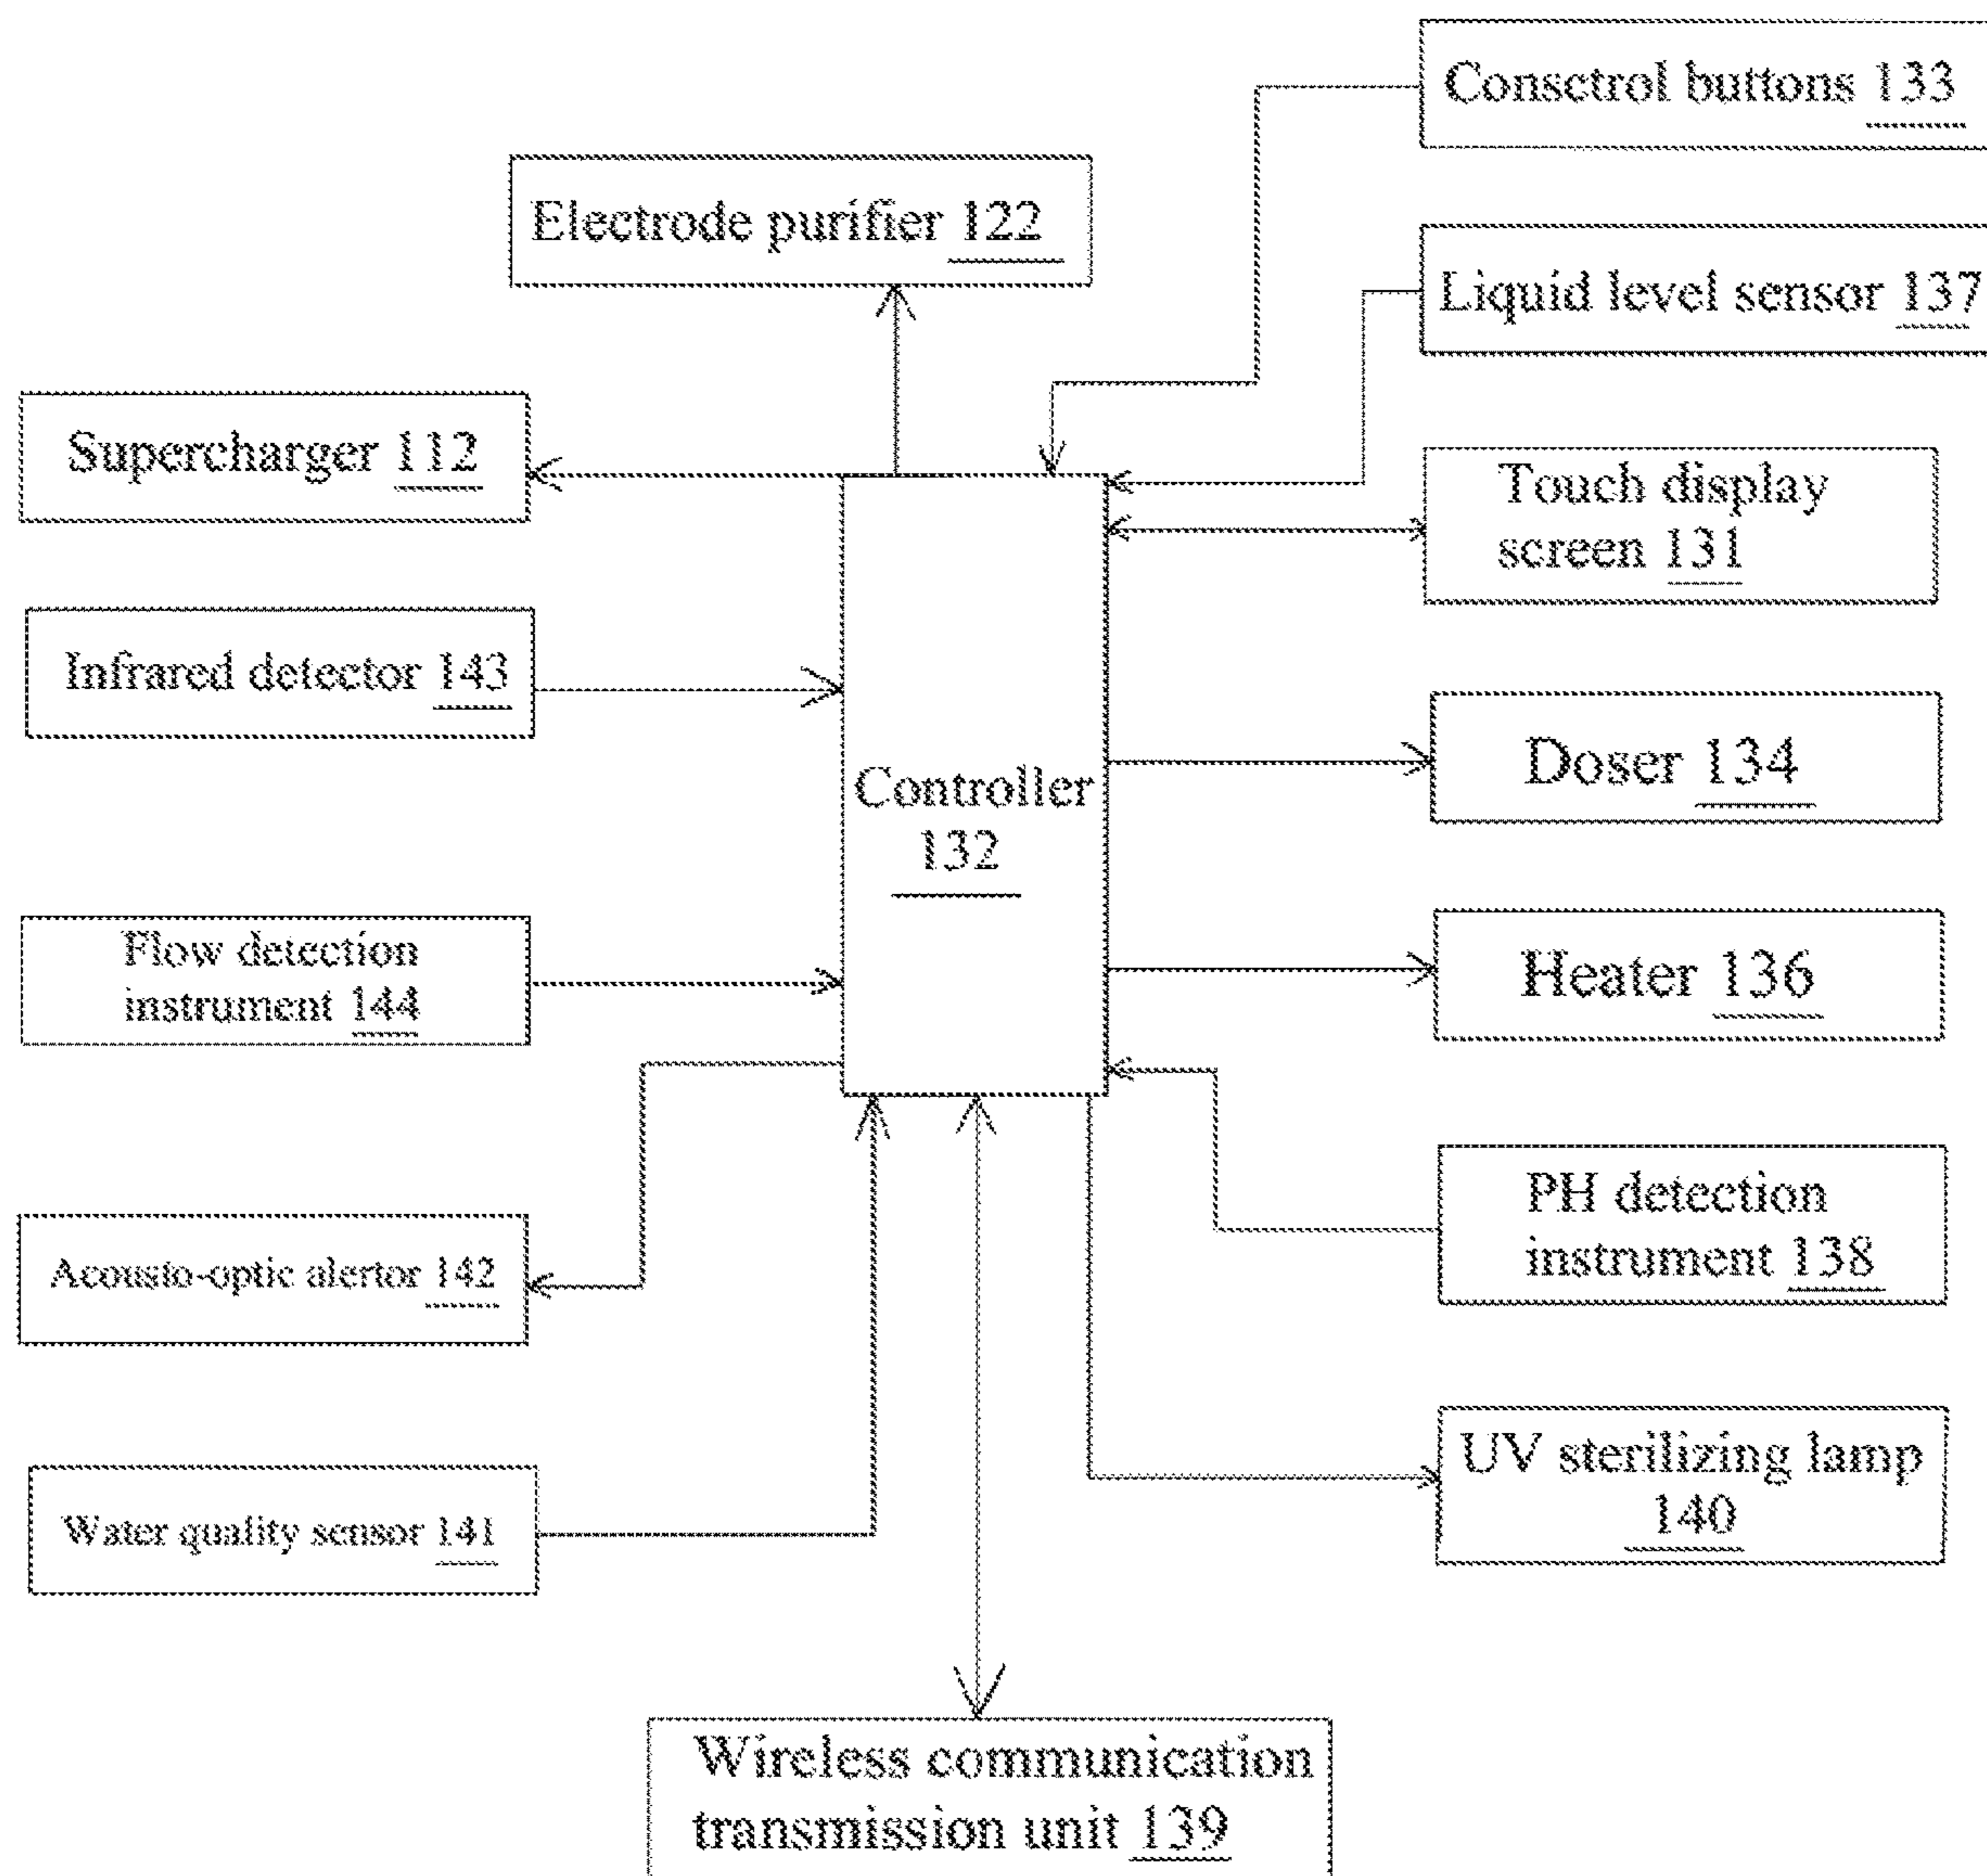 Consctrol buttons 133
Electrode purifier 122
Liquid level sensor 137
Supercharger 112
Touch display
screen 131
Infrared detector 143
Doser 134
Controller
132
Flow detection
instrument 144
Heater 136
PH detection
instrument 138
Acousto-optic alertor 142
UV sterilizing lamp
140
Water quality sensor 141
Wireless communication
transmission unit 139